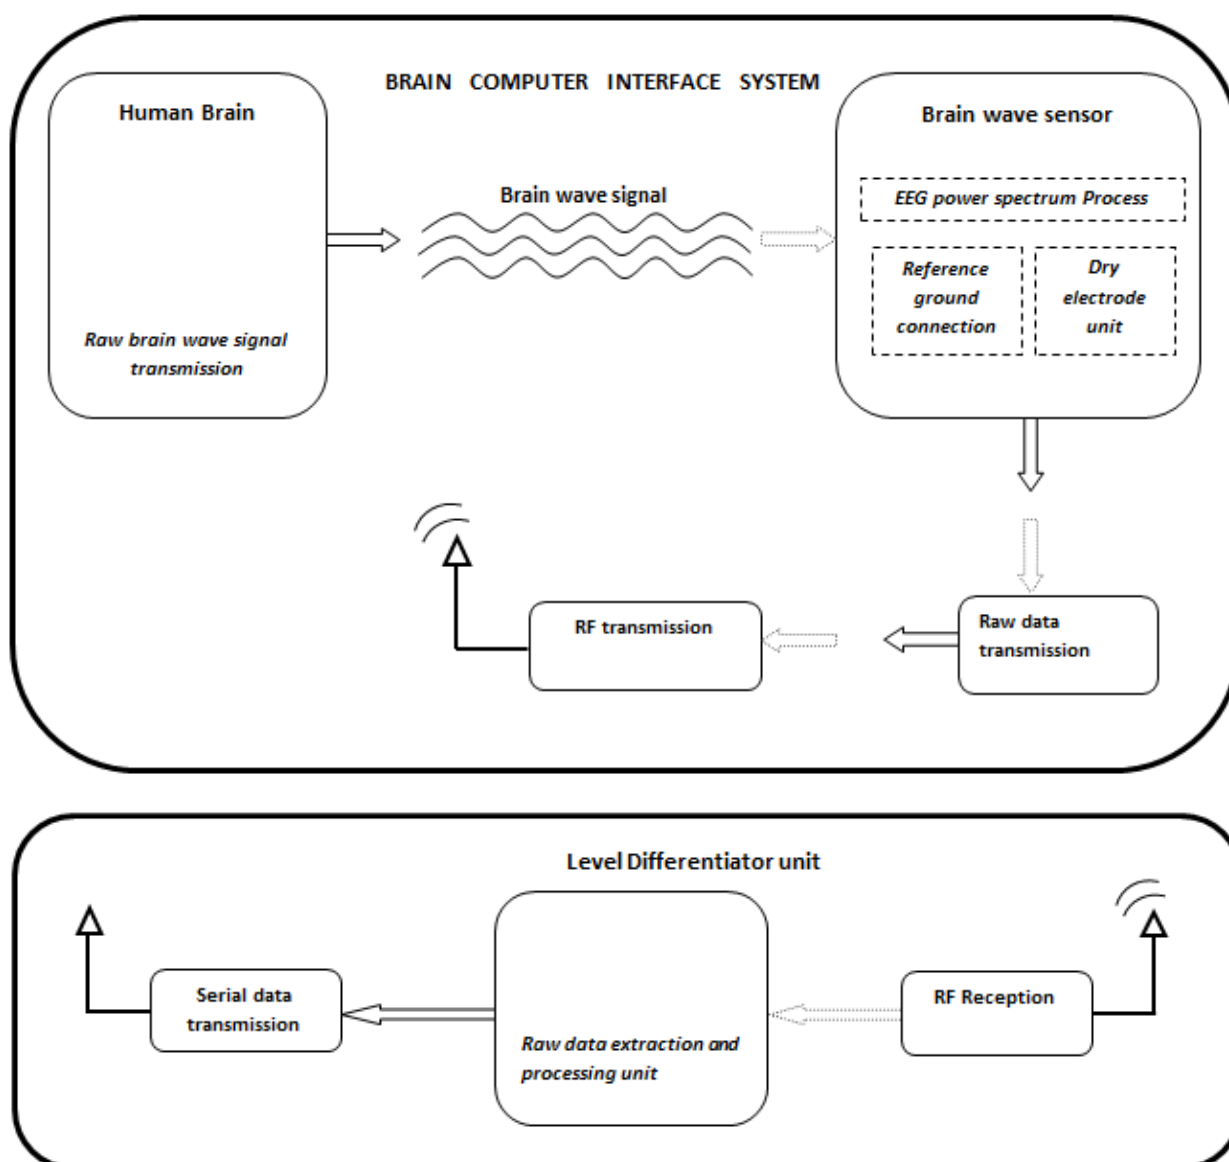 BRAIN COMPUTER INTERFACE SYSTEM
Human Brain
Raw brain wave signal
transmission
Brain wave signal
Brain wave sensor
EEG power spectrum Process
Reference
ground
connection
Dry
electrode
unit
RF transmission
Raw data
transmission
Level Differentiator unit
Serial data
transmission
Raw data extraction and
processing unit
RF Reception